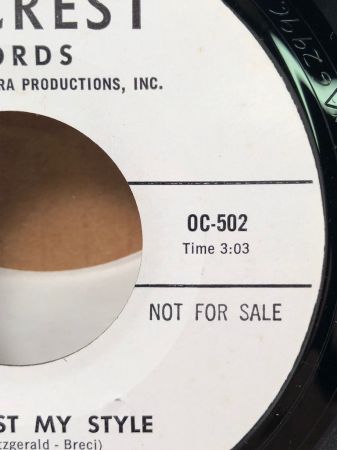 CREST
ORDS
RA PRODUCTIONS, INC.
OC-502
Time 3:03
NOT FOR SALE
ST MY STYLE
tzgerald - Breci)